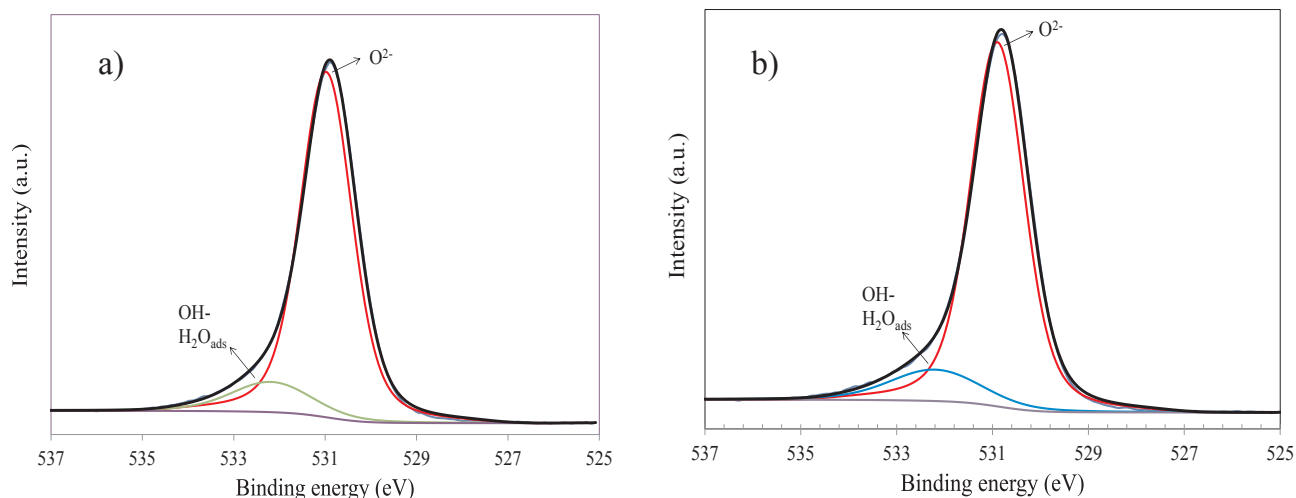 a)
O²⁻
OH-
H₂Oads
Intensity (a.u.)
537 535 533 531 529 527 525
Binding energy (eV)
b)
O²⁻
OH-
H₂Oads
Intensity (a.u.)
537 535 533 531 529 527 525
Binding energy (eV)